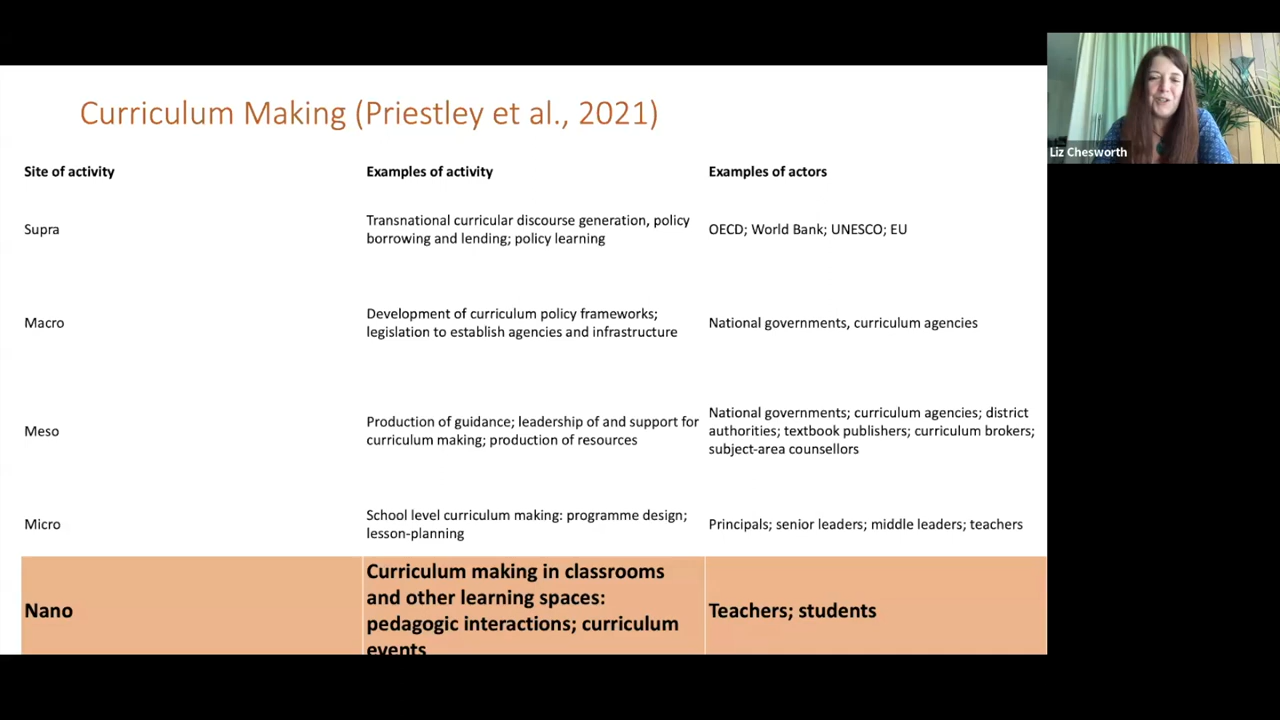 Curriculum Making (Priestley et al., 2021)
Liz Chesworth
Site of activity
Examples of activity
Examples of actors
Supra
Transnational curricular discourse generation, policy
borrowing and lending; policy learning
OECD; World Bank; UNESCO; EU
Macro
Development of curriculum policy frameworks;
legislation to establish agencies and infrastructure
National governments, curriculum agencies
Meso
Production of guidance; leadership of and support for
curriculum making; production of resources
National governments; curriculum agencies; district
authorities; textbook publishers; curriculum brokers;
subject-area counsellors
Micro
School level curriculum making: programme design;
lesson-planning
Principals; senior leaders; middle leaders; teachers
Nano
Curriculum making in classrooms
and other learning spaces:
pedagogic interactions; curriculum
events
Teachers; students